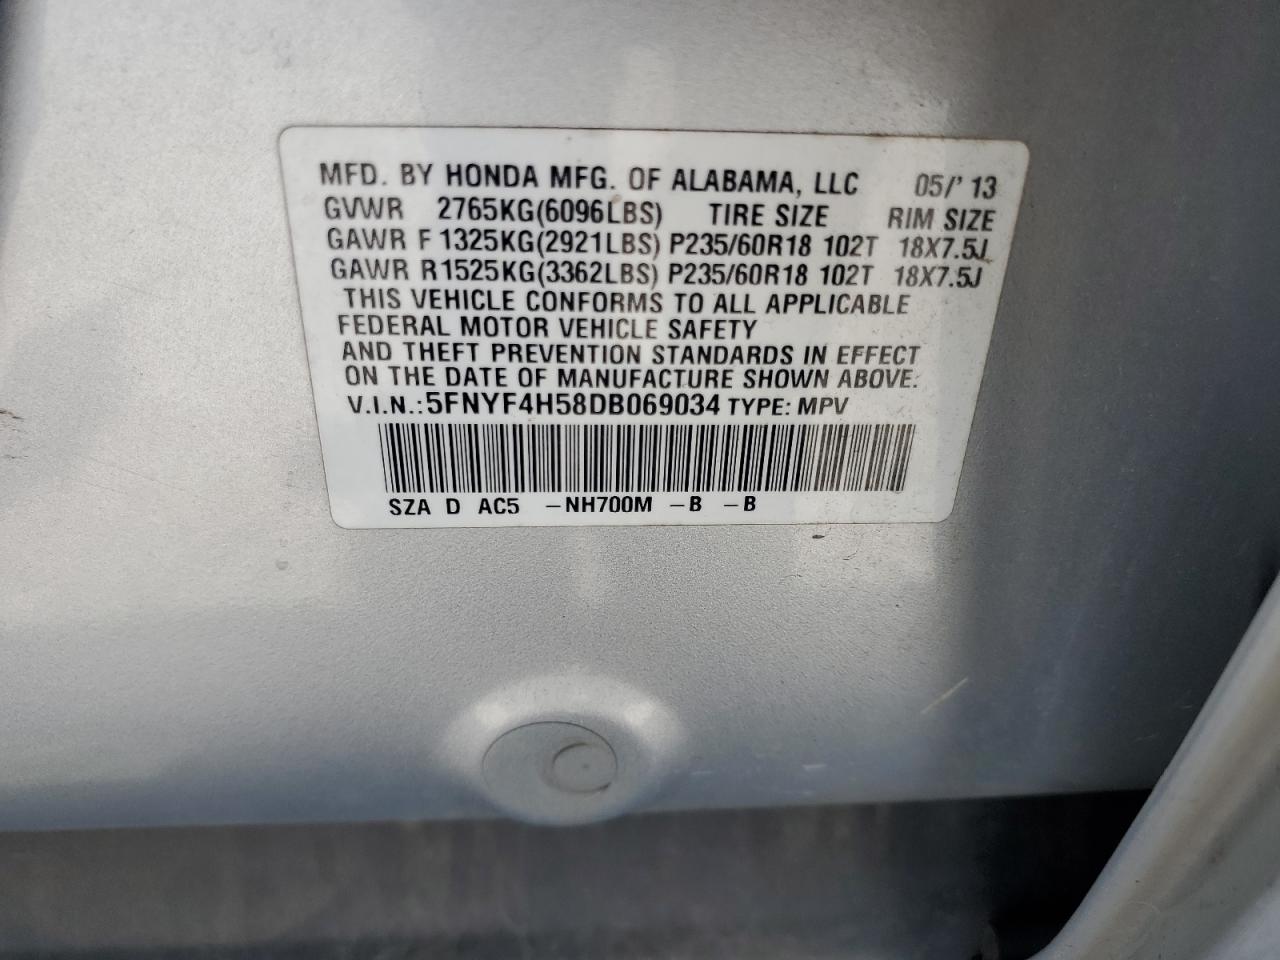 MFD. BY HONDA MFG. OF ALABAMA, LLC 05/' 13
GVWR 2765KG(6096LBS) TIRE SIZE RIM SIZE
GAWR F 1325KG(2921LBS) P235/60R18 102T 18X7.5J
GAWR R1525KG(3362LBS) P235/60R18 102T 18X7.5J
THIS VEHICLE CONFORMS TO ALL APPLICABLE
FEDERAL MOTOR VEHICLE SAFETY
AND THEFT PREVENTION STANDARDS IN EFFECT
ON THE DATE OF MANUFACTURE SHOWN ABOVE.
V.I.N.:5FNYF4H58DB069034 TYPE: MPV
SZA D AC5 -NH700M -B -B